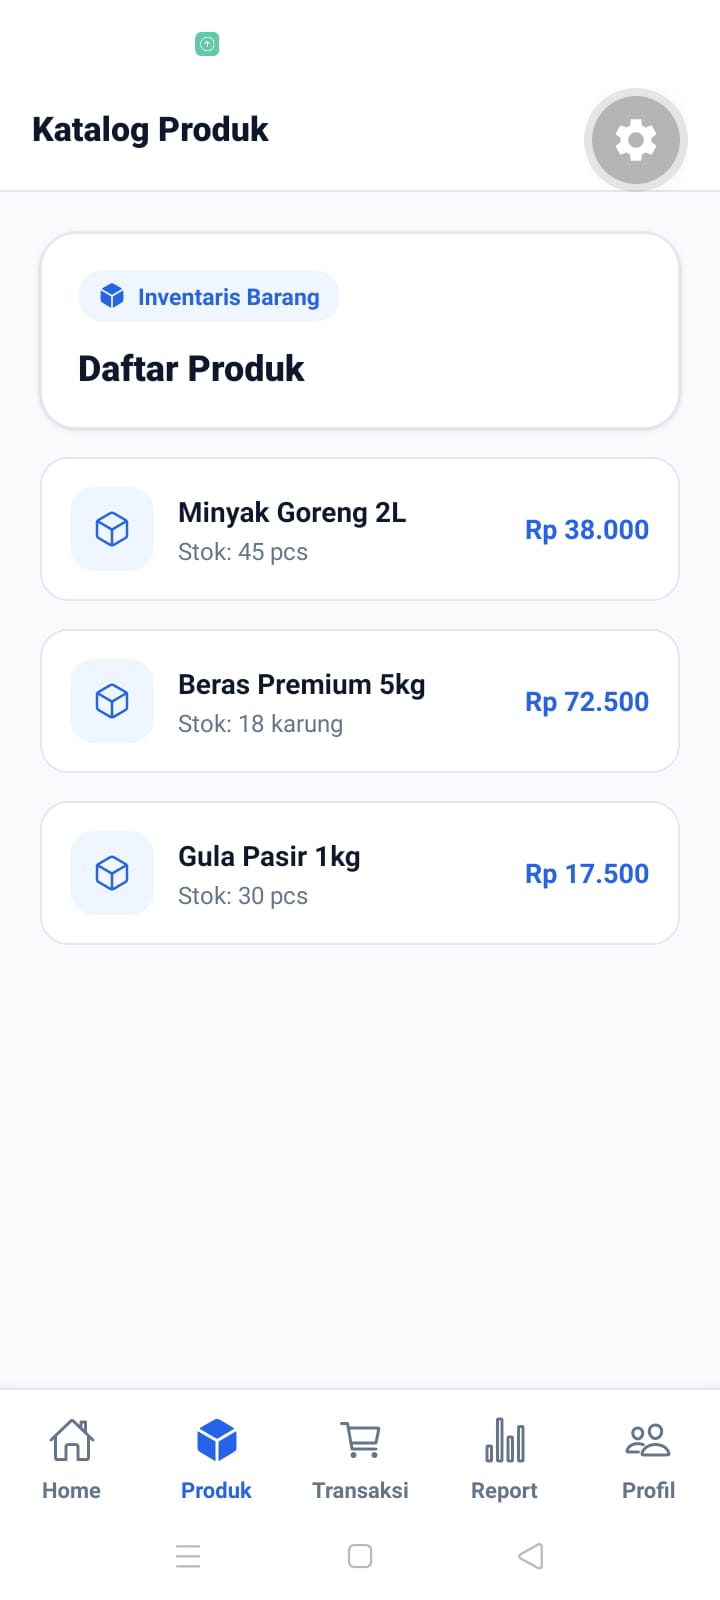 Katalog Produk
Inventaris Barang
Daftar Produk
Minyak Goreng 2L
Stok: 45 pcs
Rp 38.000
Beras Premium 5kg
Stok: 18 karung
Rp 72.500
Gula Pasir 1kg
Stok: 30 pcs
Rp 17.500
Home
Produk
Transaksi
Report
Profil